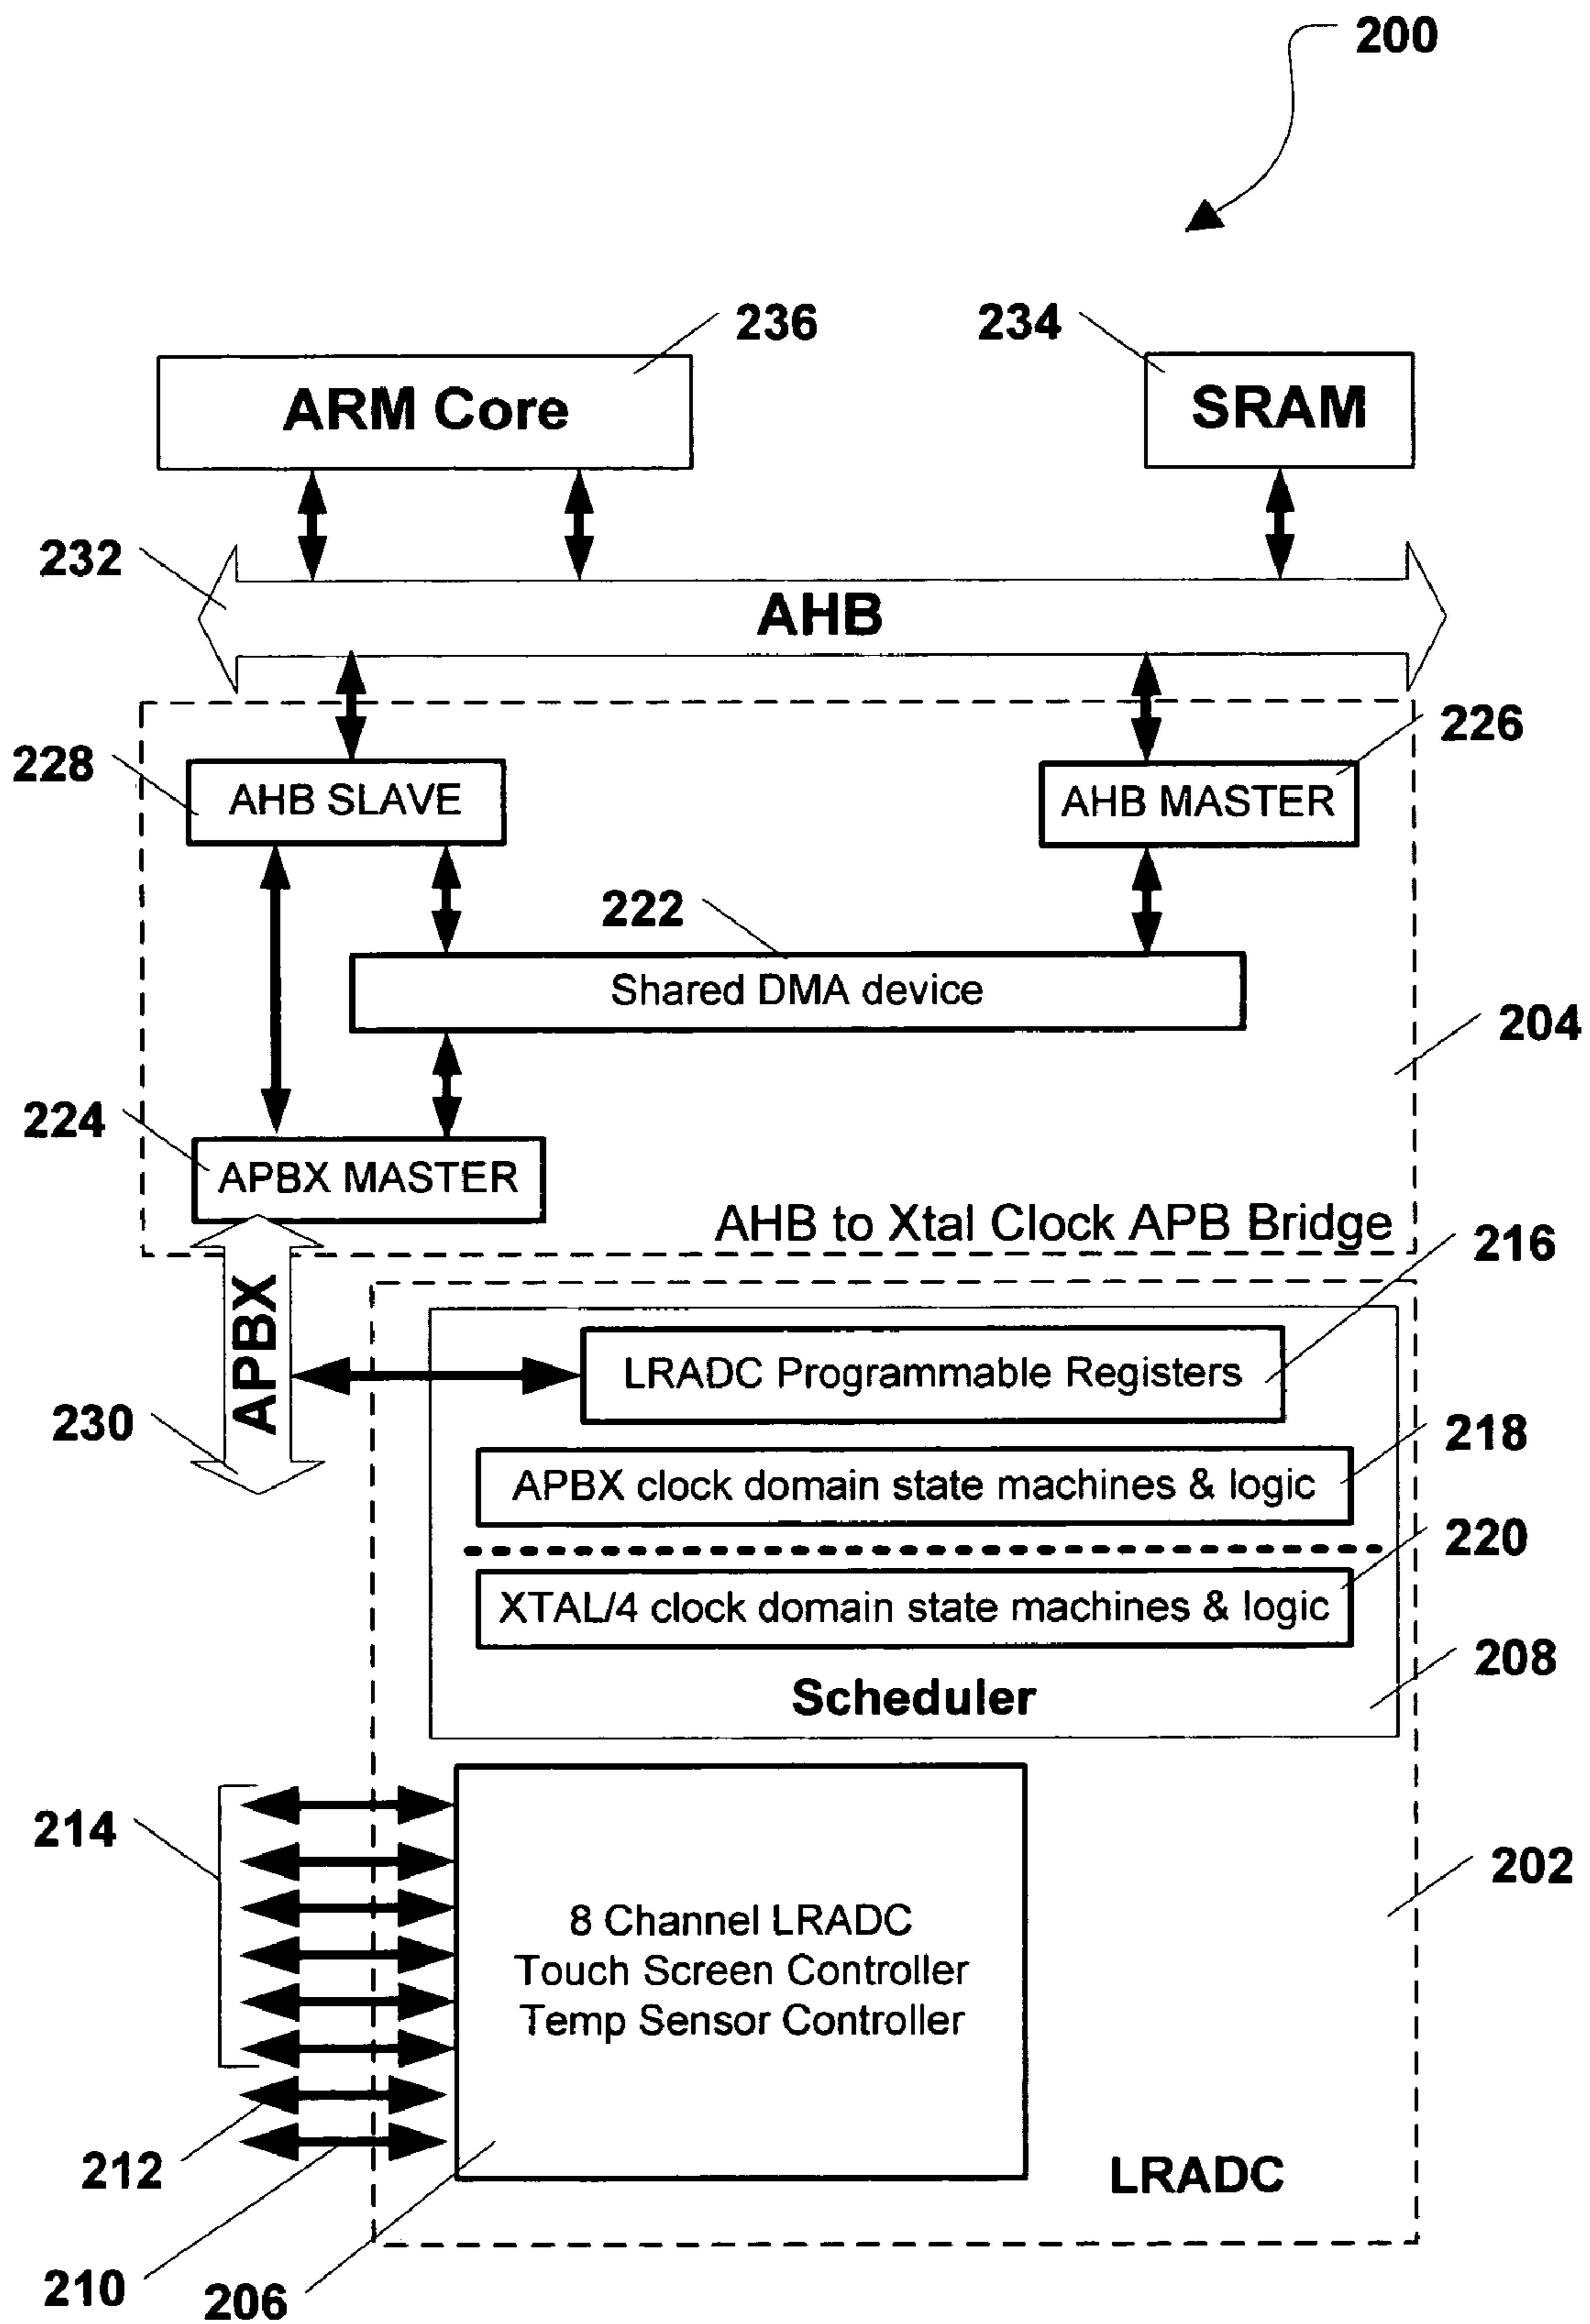 200
236
234
ARM Core
SRAM
232
AHB
226
228
AHB SLAVE
AHB MASTER
222
Shared DMA device
204
224
APBX MASTER
AHB to Xtal Clock APB Bridge
216
APBX
LRADC Programmable Registers
230
218
APBX clock domain state machines & logic
220
XTAL/4 clock domain state machines & logic
208
Scheduler
214
202
8 Channel LRADC
Touch Screen Controller
Temp Sensor Controller
212
LRADC
210
206